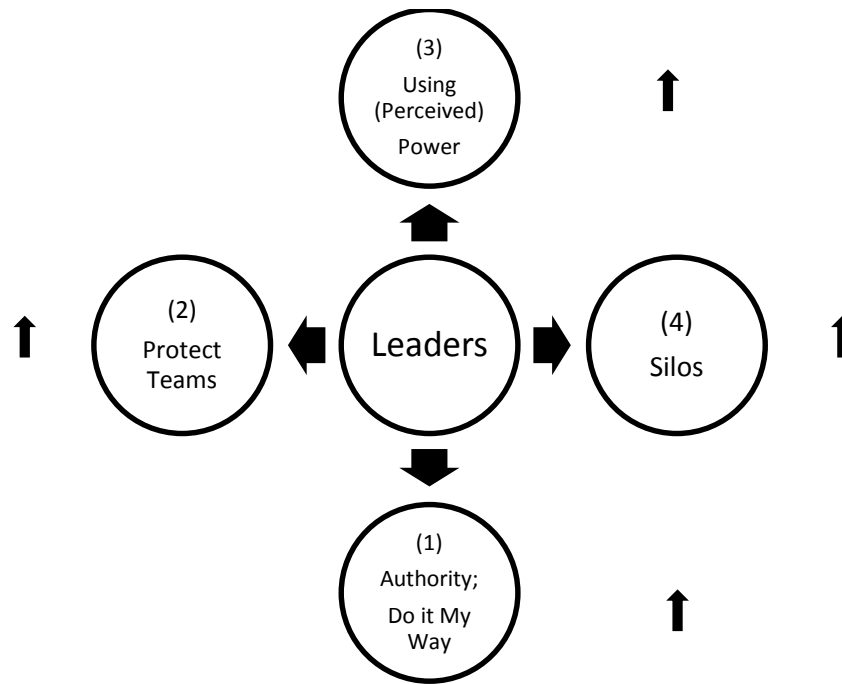 (3)
Using
(Perceived)
Power
(2)
Protect
Teams
Leaders
(4)
Silos
(1)
Authority;
Do it My
Way